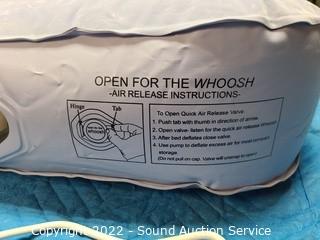 OPEN FOR THE WHOOSH
-AIR RELEASE INSTRUCTIONS-
Hinge
Tab
To Open Quick Air Release Valve:
1. Push tab with thumb in direction of arrow.
2. Open valve- listen for the quick air release WHOOSH.
3. After bed deflates close valve.
4. Use pump to deflate excess air for most compact
storage.
(Do not pull on cap. Valve will unscrew to open)
Copyright 2022 - Sound Auction Service